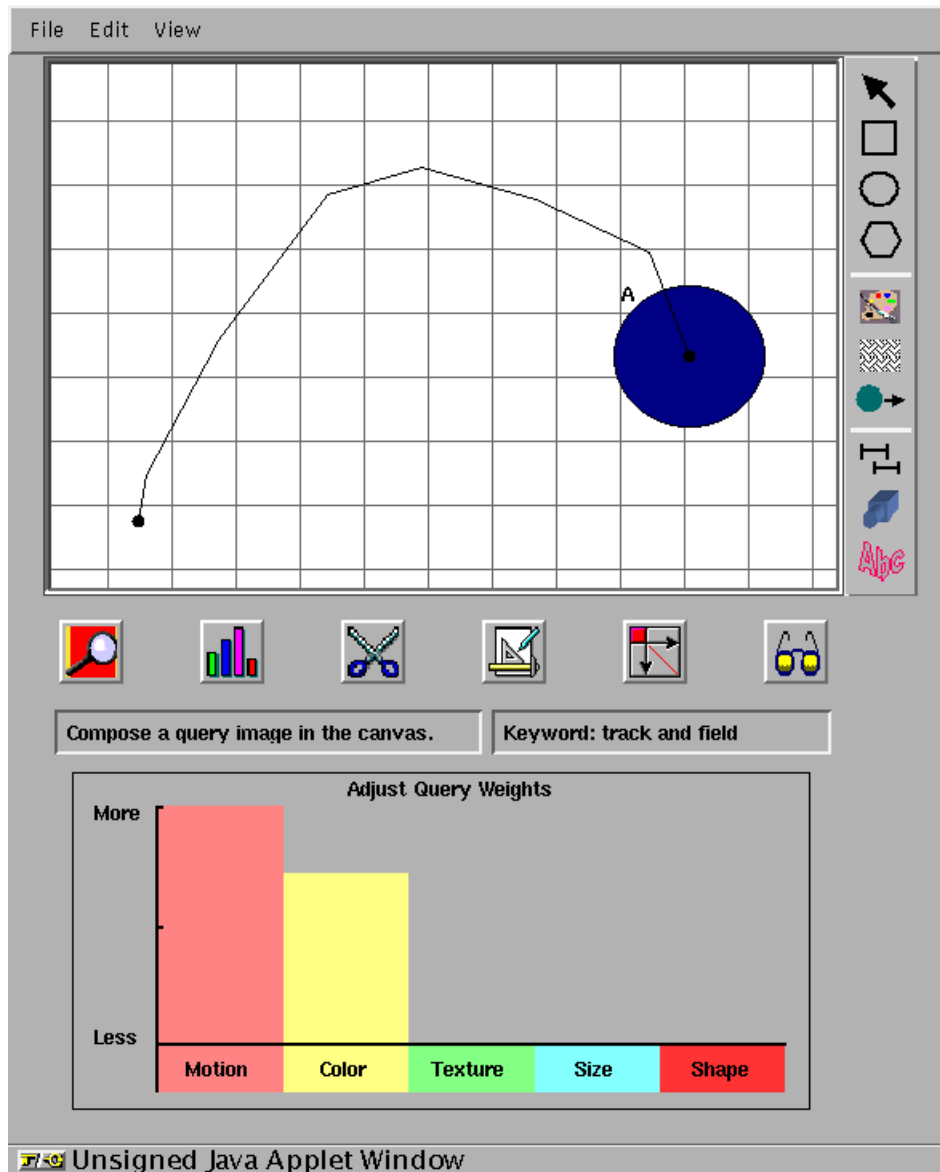 File Edit View
A
Abc
Compose a query image in the canvas.
Keyword: track and field
Adjust Query Weights
More
Less
Motion Color Texture Size Shape
Unsigned Java Applet Window